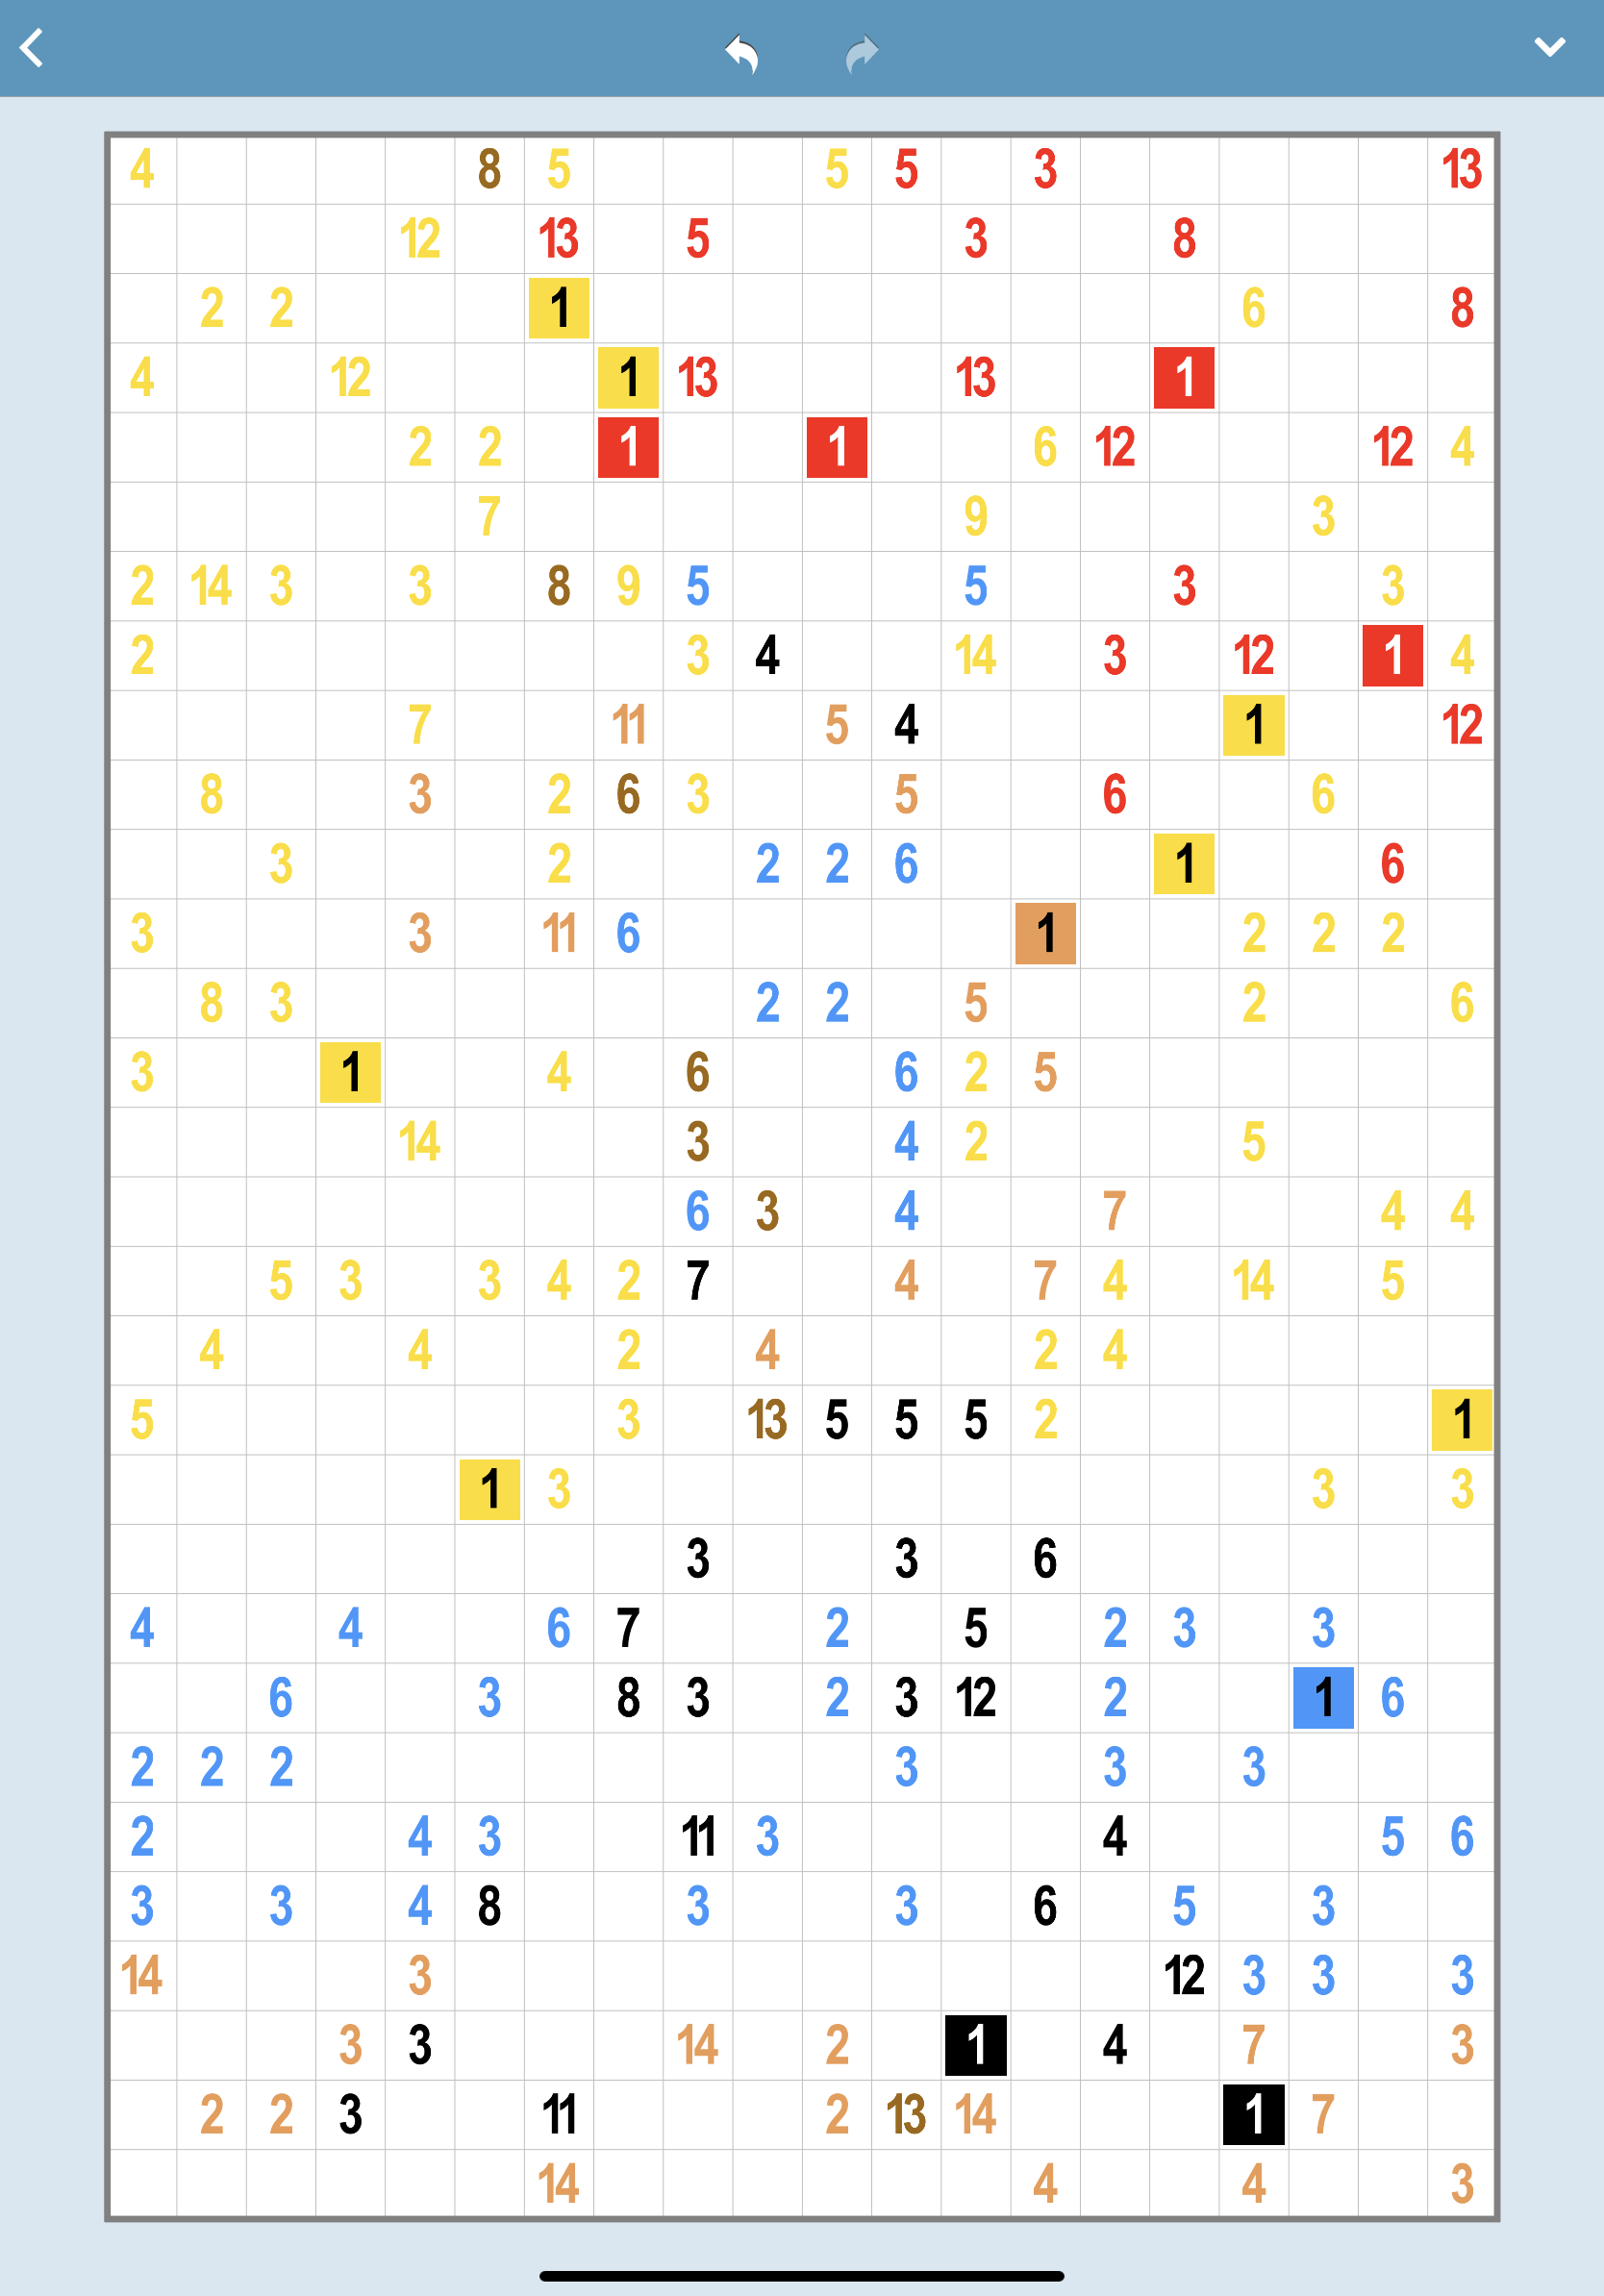 4 8 5 5 5 3 13
12 13 5 3 8
2 2 1 6 8
4 12 1 13 13 1
2 2 1 1 6 12 12 4
7 9 3
2 14 3 3 8 9 5 5 3 3
2 3 4 14 3 12 1 4
7 11 5 4 1 12
8 3 2 6 3 5 6 6
3 2 2 2 6 1 6
3 3 11 6 1 2 2 2
8 3 2 2 5 2 6
3 1 4 6 6 2 5
14 3 4 2 5
6 3 4 7 4 4
5 3 3 4 2 7 4 7 4 14 5
4 4 2 4 2 4
5 3 13 5 5 5 2 1
1 3 3 3
3 3 6
4 4 6 7 2 5 2 3 3
6 3 8 3 2 3 12 2 1 6
2 2 2 3 3 3
2 4 3 11 3 4 5 6
3 3 4 8 3 3 6 5 3
14 3 12 3 3 3
3 3 14 2 1 4 7 3
2 2 3 11 2 13 14 1 7
14 4 4 3